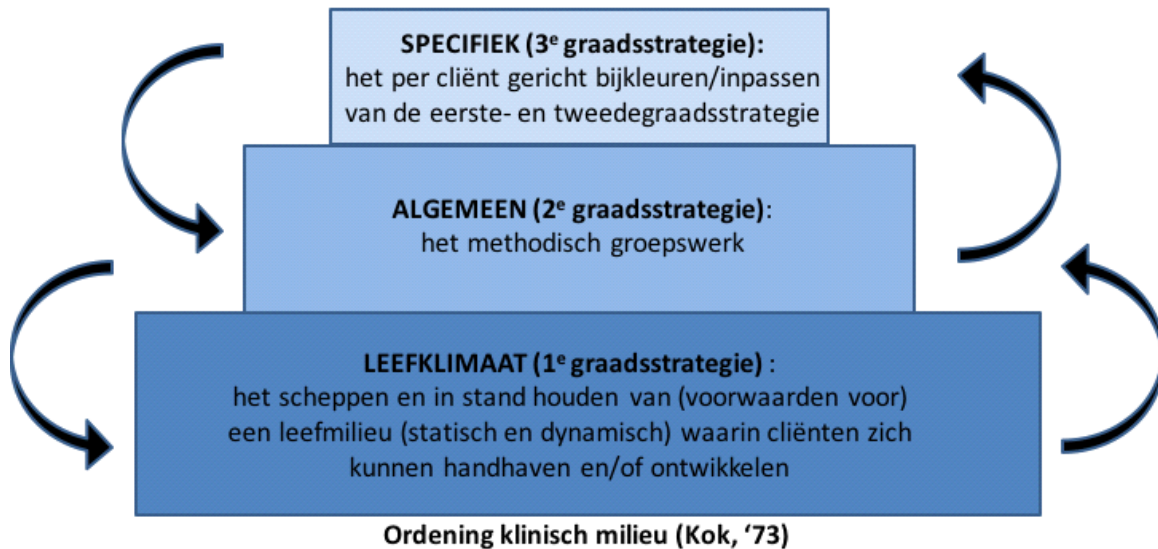 SPECIFIEK (3e graadsstrategie):
het per cliënt gericht bijkleuren/inpassen
van de eerste- en tweedegraadsstrategie
ALGEMEEN (2e graadsstrategie):
het methodisch groepswerk
LEEFKLIMAAT (1e graadsstrategie) :
het scheppen en in stand houden van (voorwaarden voor)
een leefmilieu (statisch en dynamisch) waarin cliënten zich
kunnen handhaven en/of ontwikkelen
Ordening klinisch milieu (Kok, ‘73)